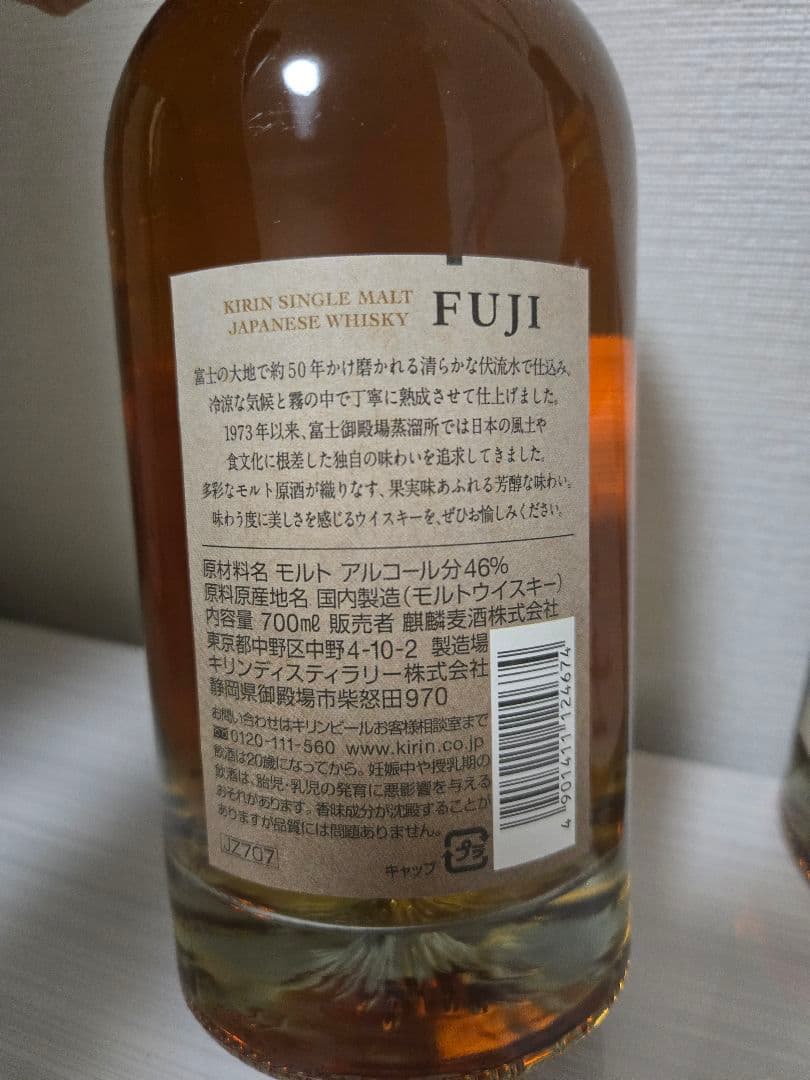 KIRIN SINGLE MALT
JAPANESE WHISKY
FUJI
富士の大地で約50年かけ磨かれる清らかな伏流水で仕込み、
冷涼な気候と霧の中で丁寧に熟成させて仕上げました。
1973年以来、富士御殿場蒸溜所では日本の風土や
食文化に根差した独自の味わいを追求してきました。
多彩なモルト原酒が織りなす、果実味あふれる芳醇な味わい。
味わう度に美しさを感じるウイスキーを、ぜひお愉しみください。
原材料名 モルト アルコール分46%
原料原産地名 国内製造(モルトウイスキー)
内容量 700㎖ 販売者 麒麟麦酒株式会社
東京都中野区中野4-10-2 製造場
キリンディスティラリー株式会社
静岡県御殿場市柴怒田970
お問い合わせはキリンビールお客様相談室まで
0120-111-560 www.kirin.co.jp
飲酒は20歳になってから。妊娠中や授乳期の
飲酒は、胎児・乳児の発育に悪影響を与える
おそれがあります。香味成分が沈殿することが
ありますが品質には問題ありません。
JZ707
キャップ プラ
4901411124674